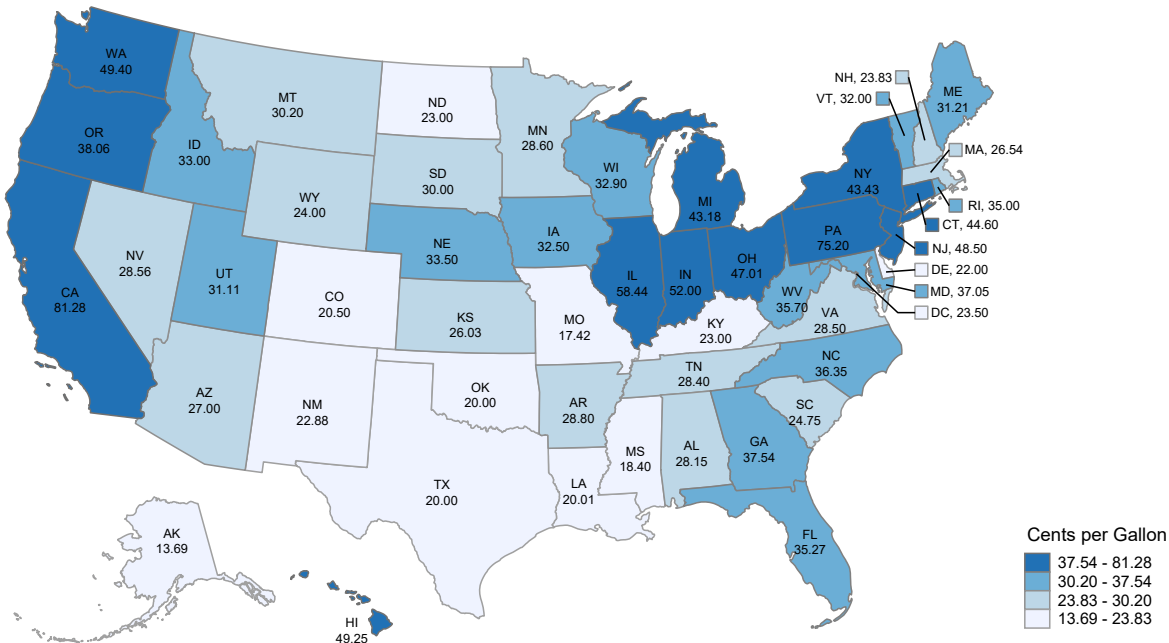 WA
49.40
MT
30.20
ND
23.00
NH, 23.83
VT, 32.00
ME
31.21
OR
38.06
ID
33.00
MN
28.60
MA, 26.54
WI
32.90
SD
30.00
NY
43.43
MI
43.18
RI, 35.00
WY
24.00
CT, 44.60
IA
32.50
PA
75.20
NE
33.50
NJ, 48.50
NV
28.56
UT
31.11
IL
58.44
IN
52.00
OH
47.01
DE, 22.00
CA
81.28
MD, 37.05
WV
35.70
CO
20.50
VA
28.50
DC, 23.50
KS
26.03
MO
17.42
KY
23.00
NC
36.35
TN
28.40
AZ
27.00
NM
22.88
OK
20.00
AR
28.80
SC
24.75
GA
37.54
MS
18.40
AL
28.15
TX
20.00
LA
20.01
AK
13.69
FL
35.27
HI
49.25
Cents per Gallon
37.54 - 81.28
30.20 - 37.54
23.83 - 30.20
13.69 - 23.83